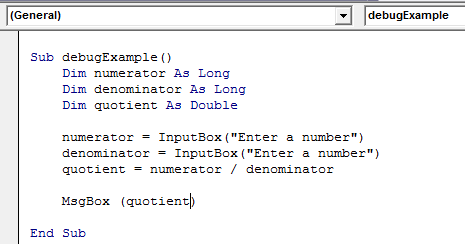 (General)
debugExample
Sub debugExample()
Dim numerator As Long
Dim denominator As Long
Dim quotient As Double
numerator = InputBox("Enter a number")
denominator = InputBox("Enter a number")
quotient = numerator / denominator
MsgBox (quotient)
End Sub